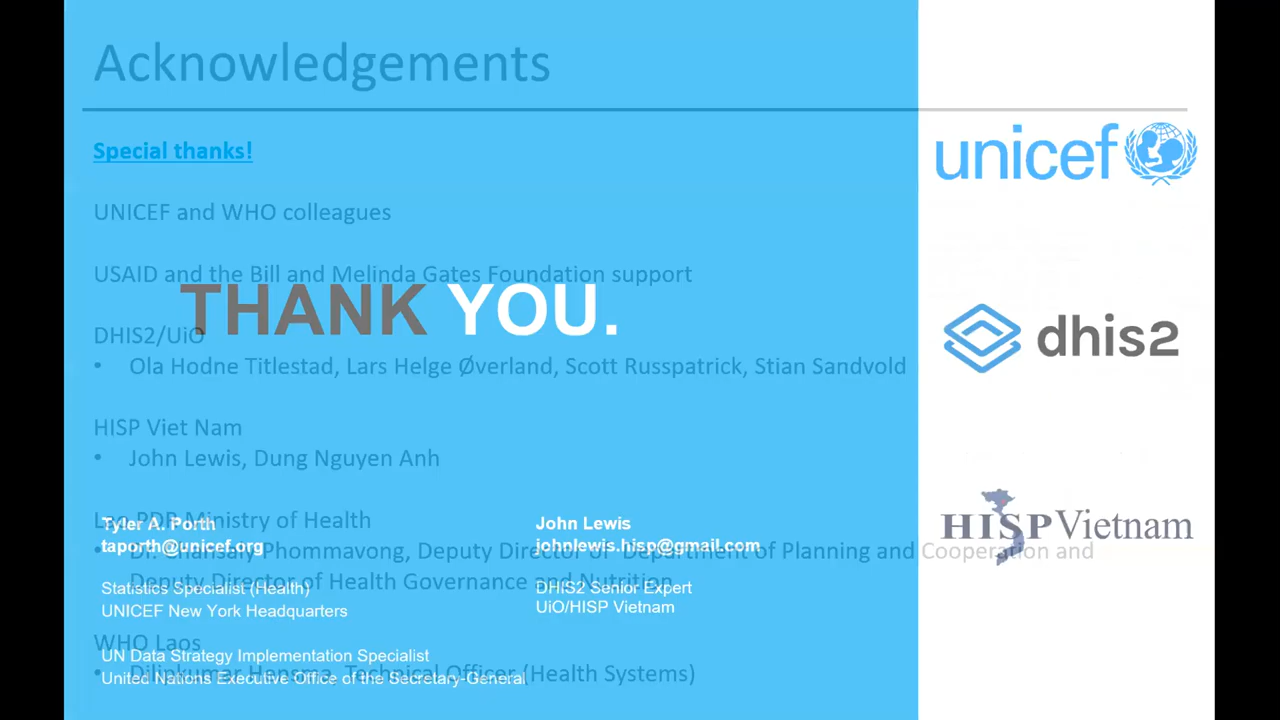 Acknowledgements
Special thanks!
UNICEF and WHO colleagues
USAID and the Bill and Melinda Gates Foundation support
THANK YOU.
DHIS2/UiO
• Ola Hodne Titlestad, Lars Helge Øverland, Scott Russpatrick, Stian Sandvold
HISP Viet Nam
• John Lewis, Dung Nguyen Anh
Lao PDR Ministry of Health
• Dr. Phommavong, Deputy Director of Department of Planning and Cooperation and
Deputy Director of Health Governance and Nutrition
WHO Laos
• Dilipkumar Hensma, Technical Officer (Health Systems)
Tyler A. Porth
taporth@unicef.org
Statistics Specialist (Health)
UNICEF New York Headquarters
UN Data Strategy Implementation Specialist
United Nations Executive Office of the Secretary-General
John Lewis
johnlewis.hisp@gmail.com
DHIS2 Senior Expert
UiO/HISP Vietnam
unicef
dhis2
HISP Vietnam